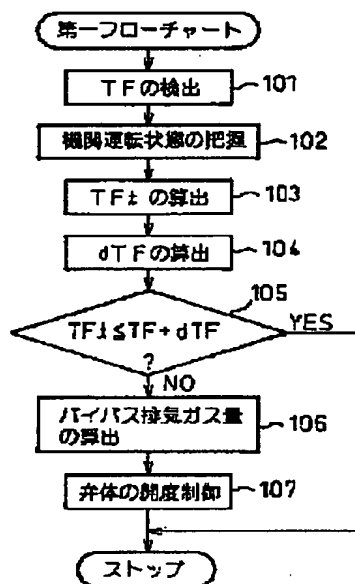 第一フローチャート
TFの検出
101
機関運転状態の把握
102
TFtの算出
103
dTFの算出
104
105
TFt≦TF+dTF
?
YES
NO
バイパス排気ガス量
の算出
106
弁体の開度制御
107
ストップ